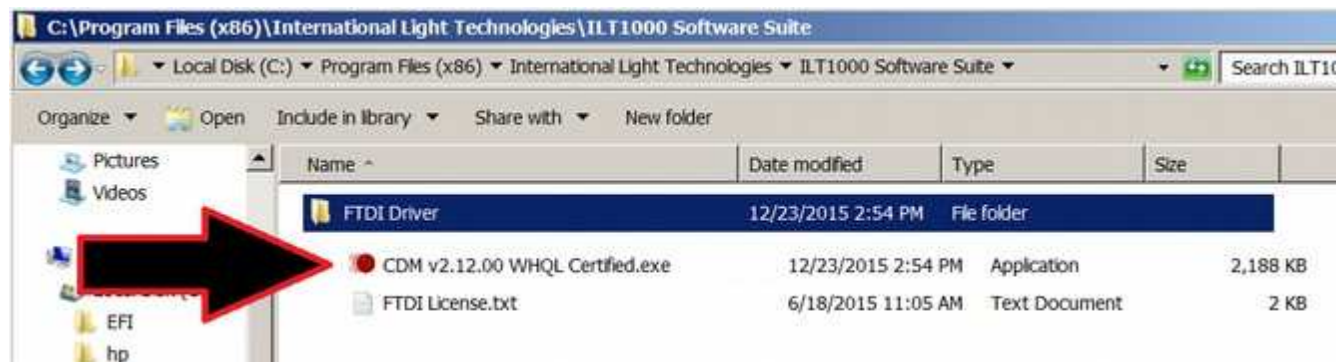 C:\Program Files (x86)\International Light Technologies\ILT1000 Software Suite
Local Disk (C:) Program Files (x86) International Light Technologies ILT1000 Software Suite Search ILT10
Organize Open Include in library Share with New folder
Pictures Name Date modified Type Size
Videos
FTDI Driver 12/23/2015 2:54 PM File folder
CDM v2.12.00 WHQL Certified.exe 12/23/2015 2:54 PM Application 2,188 KB
FTDI License.txt 6/18/2015 11:05 AM Text Document 2 KB
EFI
hp